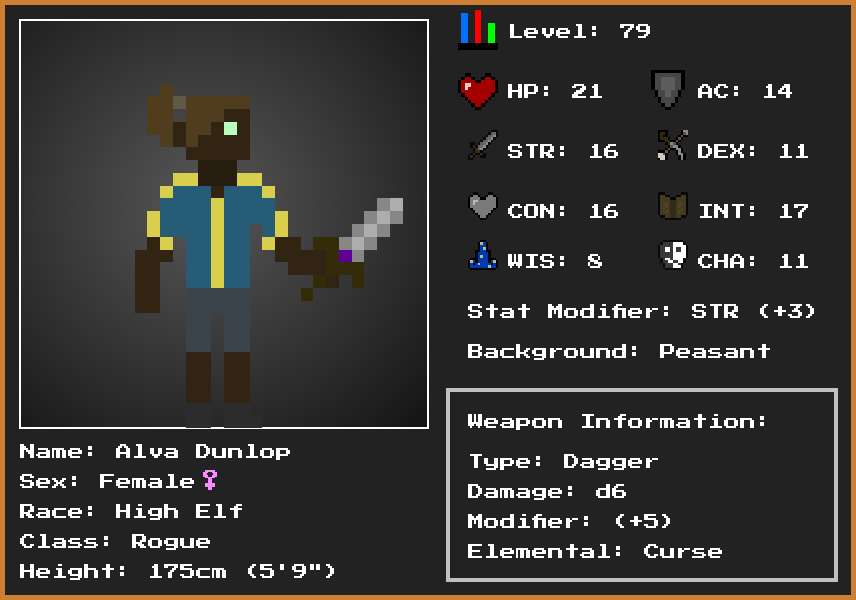 Level: 79
HP: 21 AC: 14
STR: 16 DEX: 11
CON: 16 INT: 17
WIS: 8 CHA: 11
Stat Modifier: STR (+3)
Background: Peasant
Weapon Information:
Type: Dagger
Damage: d6
Modifier: (+5)
Elemental: Curse
Name: Alva Dunlop
Sex: Female♀
Race: High Elf
Class: Rogue
Height: 175cm (5'9")